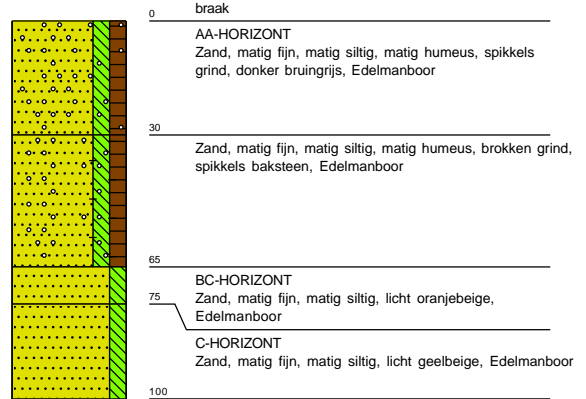 0
braak
AA-HORIZONT
Zand, matig fijn, matig siltig, matig humeus, spikkels
grind, donker bruingrijs, Edelmanboor
30
Zand, matig fijn, matig siltig, matig humeus, brokken grind,
spikkels baksteen, Edelmanboor
65
BC-HORIZONT
Zand, matig fijn, matig siltig, licht oranjebeige,
Edelmanboor
75
C-HORIZONT
Zand, matig fijn, matig siltig, licht geelbeige, Edelmanboor
100